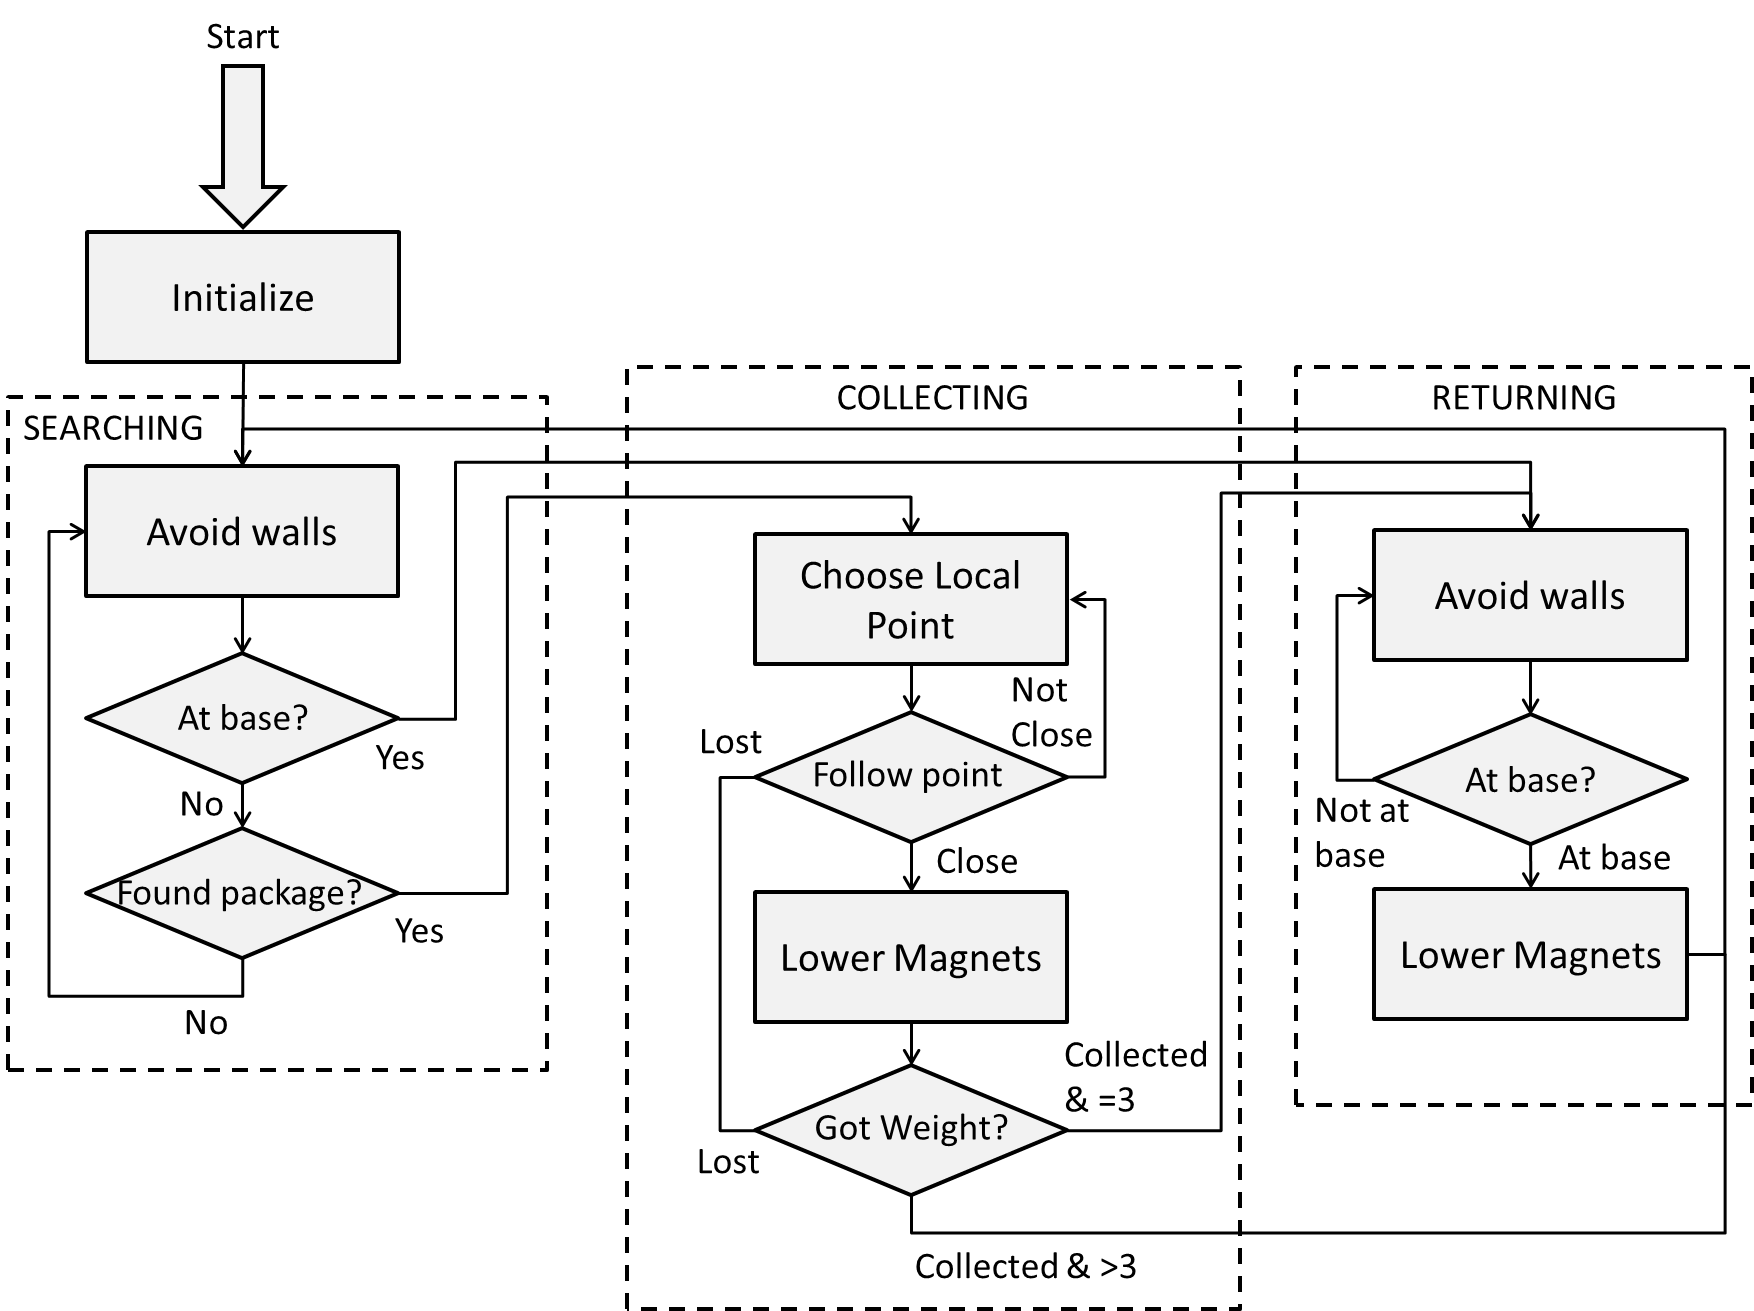 Start
Initialize
SEARCHING
Avoid walls
At base?
Yes
No
Found package?
Yes
No
COLLECTING
Choose Local
Point
Not
Close
Lost
Follow point
Close
Lower Magnets
Collected
& =3
Got Weight?
Lost
Collected & >3
RETURNING
Avoid walls
At base?
Not at
base
At base
Lower Magnets